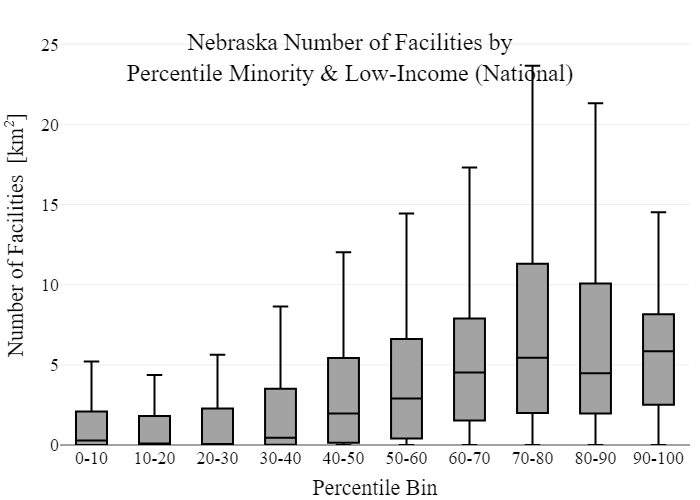 Nebraska Number of Facilities by
Percentile Minority & Low-Income (National)
Number of Facilities [km²]
25
20
15
10
5
0
0-10 10-20 20-30 30-40 40-50 50-60 60-70 70-80 80-90 90-100
Percentile Bin